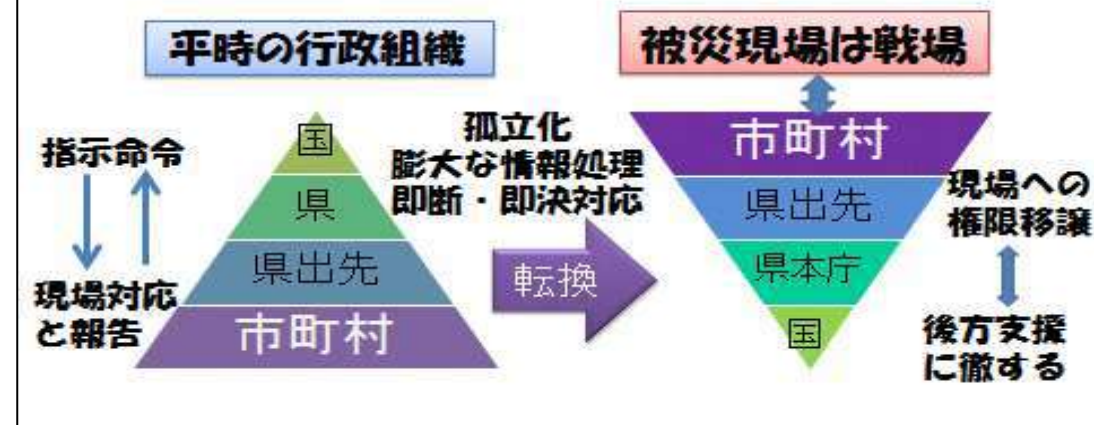 平時の行政組織
被災現場は戦場
指示命令
現場対応
と報告
国
県
県出先
市町村
孤立化
膨大な情報処理
即断・即決対応
転換
市町村
県出先
県本庁
国
現場への
権限移譲
後方支援
に徹する